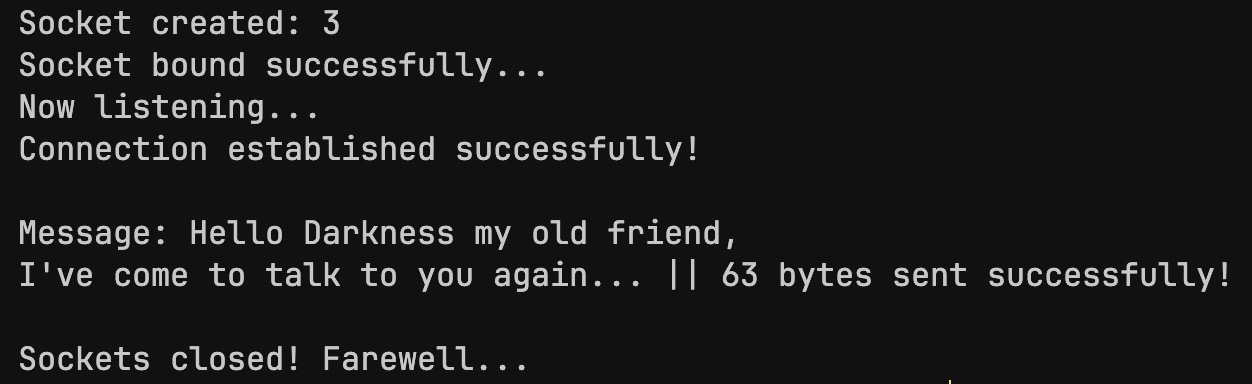 Socket created: 3
Socket bound successfully...
Now listening...
Connection established successfully!
Message: Hello Darkness my old friend,
I've come to talk to you again... || 63 bytes sent successfully!
Sockets closed! Farewell...